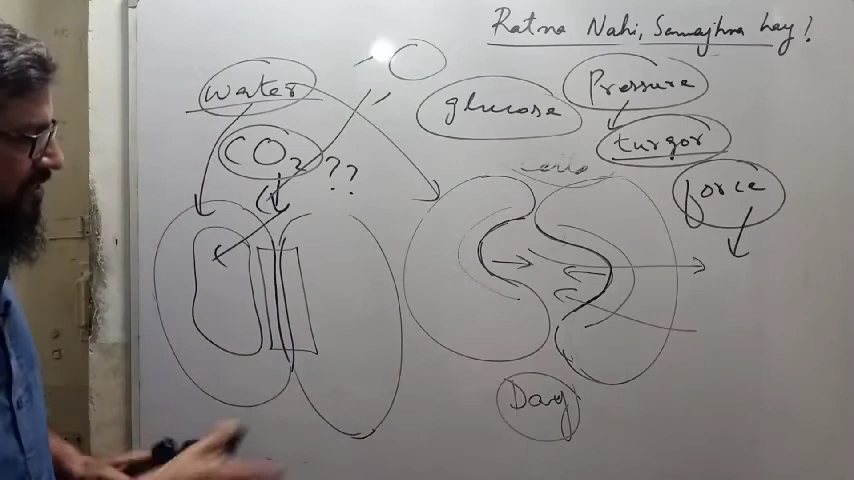 Ratna Nahi, Samajhna hay!
water
CO2 ??
glucose
Pressure
turgor
force
Day